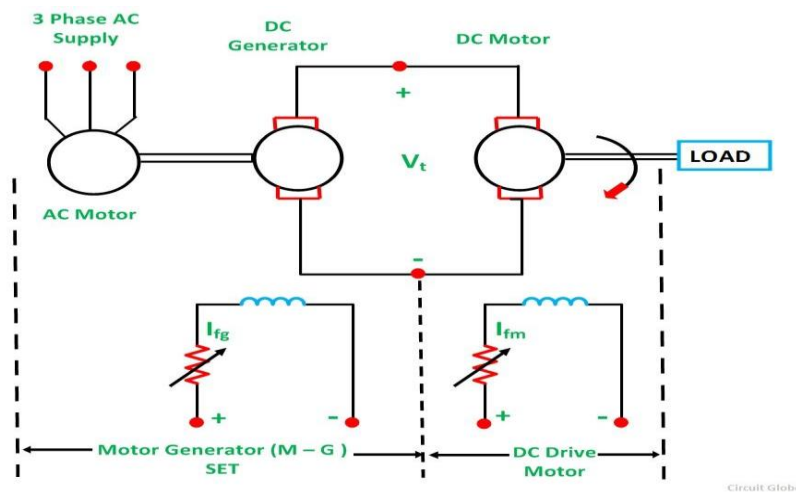 3 Phase AC
Supply
DC
Generator
DC Motor
+
Vt
LOAD
AC Motor
-
Ifg
Ifm
+
-
+
-
Motor Generator (M – G )
SET
DC Drive
Motor
Circuit Glob